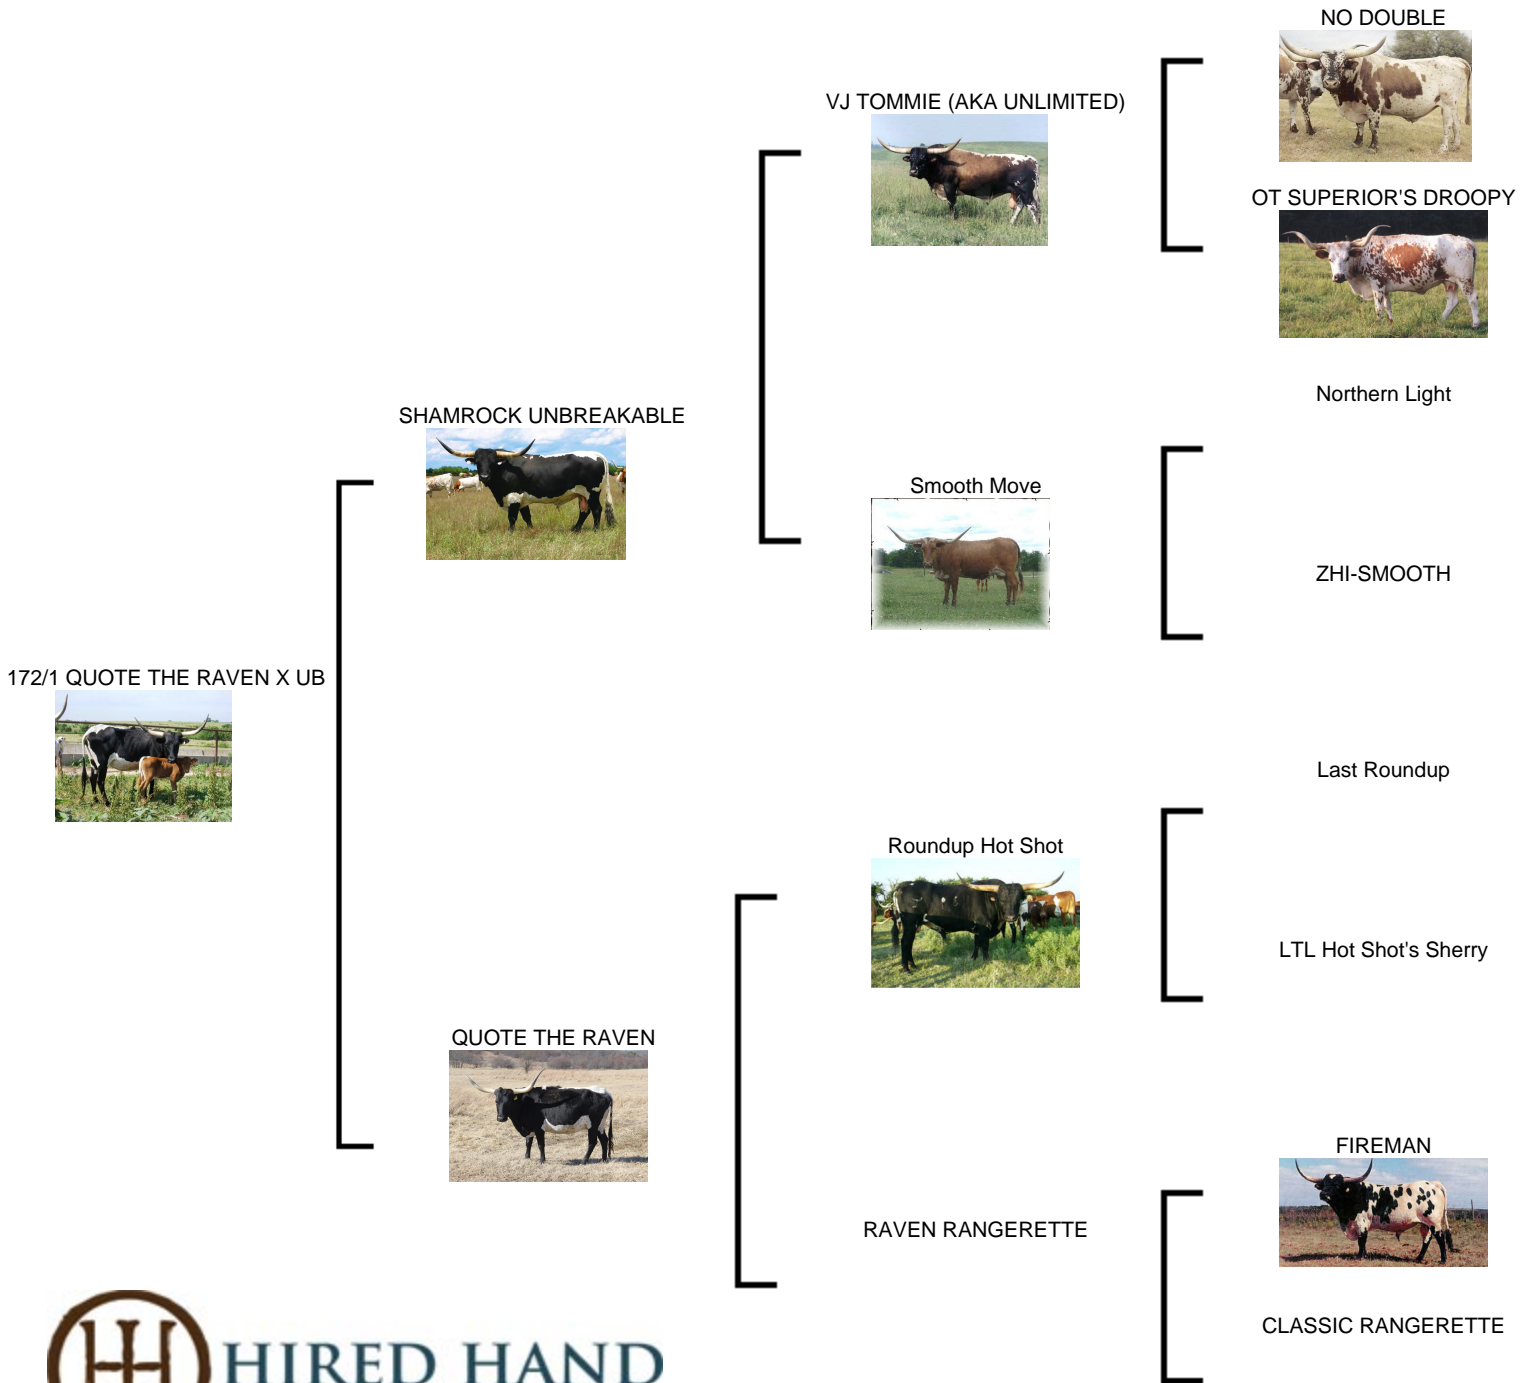 NO DOUBLE
VJ TOMMIE (AKA UNLIMITED)
OT SUPERIOR'S DROOPY
Northern Light
SHAMROCK UNBREAKABLE
Smooth Move
ZHI-SMOOTH
172/1 QUOTE THE RAVEN X UB
Last Roundup
Roundup Hot Shot
LTL Hot Shot's Sherry
QUOTE THE RAVEN
FIREMAN
RAVEN RANGERETTE
CLASSIC RANGERETTE
HIRED HAND